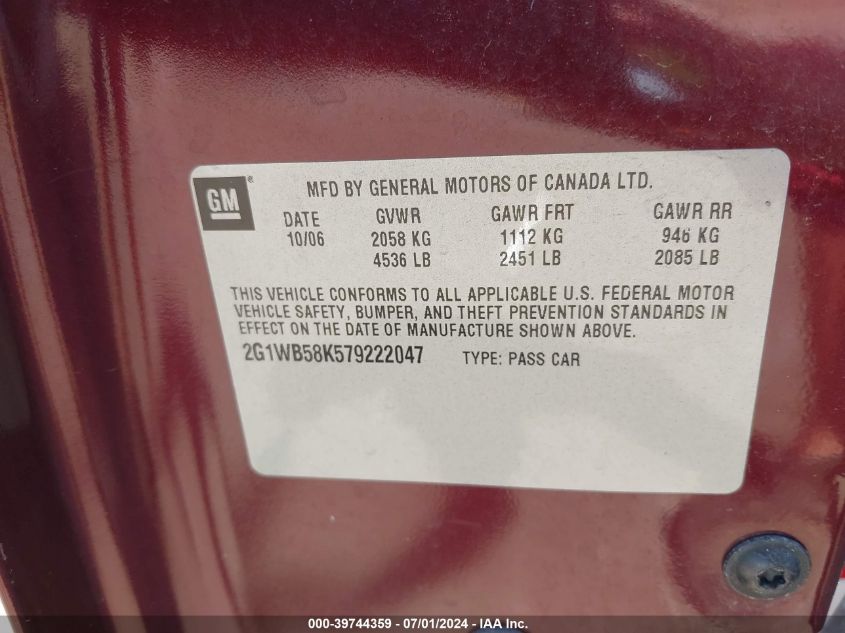 GM® MFD BY GENERAL MOTORS OF CANADA LTD.
DATE GVWR GAWR FRT GAWR RR
10/06 2058 KG 1112 KG 946 KG
4536 LB 2451 LB 2085 LB
THIS VEHICLE CONFORMS TO ALL APPLICABLE U.S. FEDERAL MOTOR
VEHICLE SAFETY, BUMPER, AND THEFT PREVENTION STANDARDS IN
EFFECT ON THE DATE OF MANUFACTURE SHOWN ABOVE.
2G1WB58K579222047 TYPE: PASS CAR
000-39744359 - 07/01/2024 - IAA Inc.